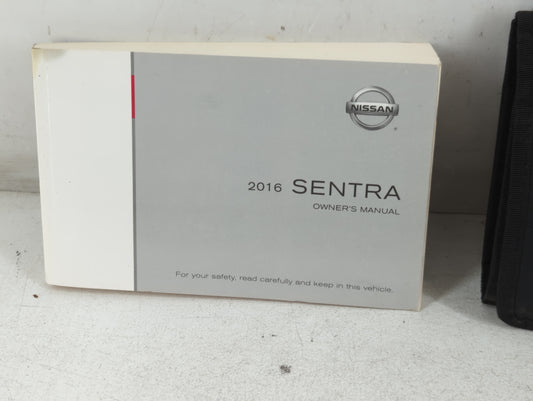 NISSAN
2016 SENTRA
OWNER'S MANUAL
For your safety, read carefully and keep in this vehicle.